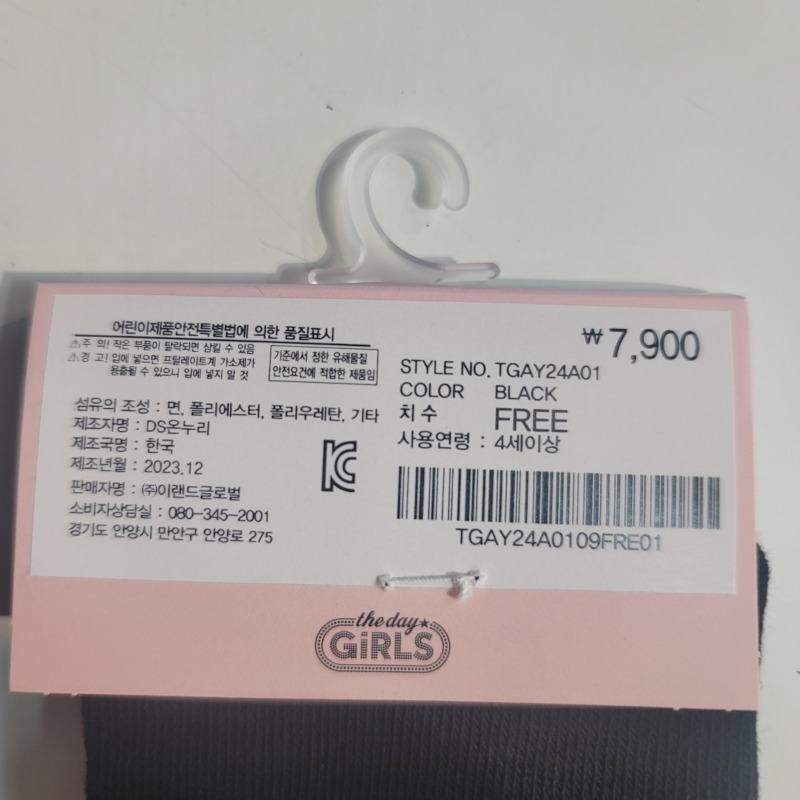 어린이제품안전특별법에 의한 품질표시
⚠주 의! 작은 부품이 탈락되면 삼킬 수 있음
⚠경 고! 입에 넣으면 프탈레이트계 가소제가
용출될 수 있으니 입에 넣지 말 것
기준에서 정한 유해물질
안전요건에 적합한 제품임
섬유의 조성 : 면, 폴리에스터, 폴리우레탄, 기타
제조자명 : DS온누리
제조국명 : 한국
제조년월 : 2023.12
판매자명 : ㈜이랜드글로벌
소비자상담실 : 080-345-2001
경기도 안양시 만안구 안양로 275
KC
₩7,900
STYLE NO. TGAY24A01
COLOR BLACK
치수 FREE
사용연령 : 4세이상
TGAY24A0109FRE01
the day★
GiRLS